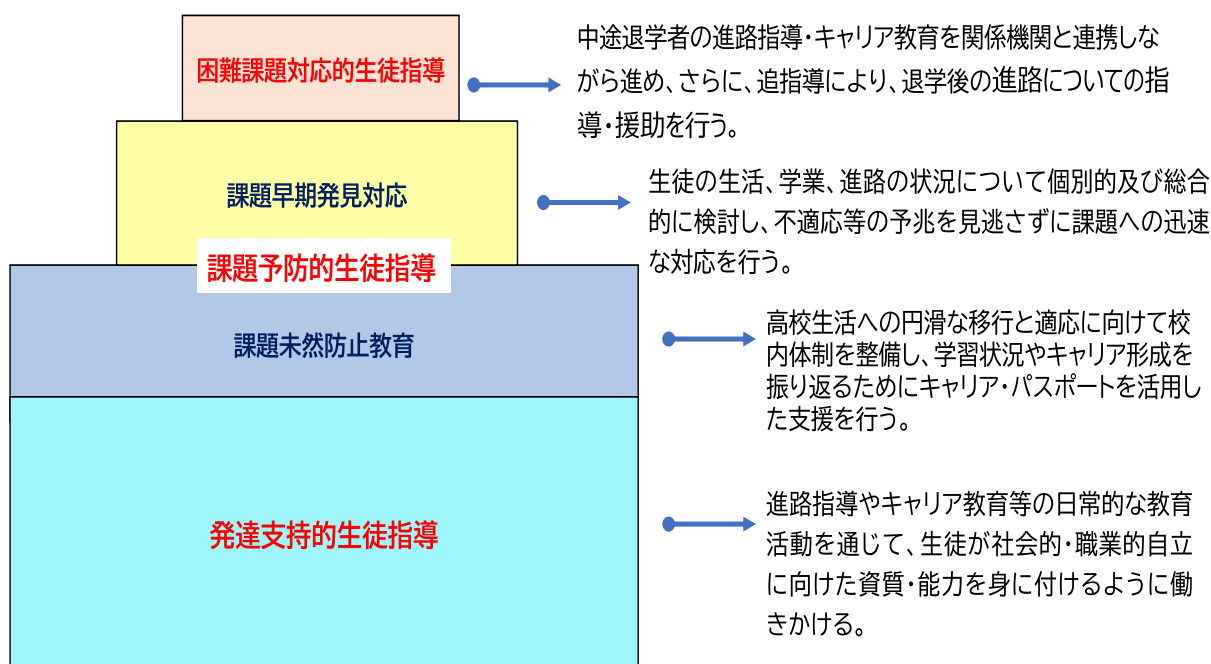 困難課題対応的生徒指導
中途退学者の進路指導・キャリア教育を関係機関と連携しな
がら進め、さらに、追指導により、退学後の進路についての指
導・援助を行う。
課題早期発見対応
生徒の生活、学業、進路の状況について個別的及び総合
的に検討し、不適応等の予兆を見逃さずに課題への迅速
な対応を行う。
課題予防的生徒指導
課題未然防止教育
高校生活への円滑な移行と適応に向けて校
内体制を整備し、学習状況やキャリア形成を
振り返るためにキャリア・パスポートを活用し
た支援を行う。
発達支持的生徒指導
進路指導やキャリア教育等の日常的な教育
活動を通じて、生徒が社会的・職業的自立
に向けた資質・能力を身に付けるように働
きかける。